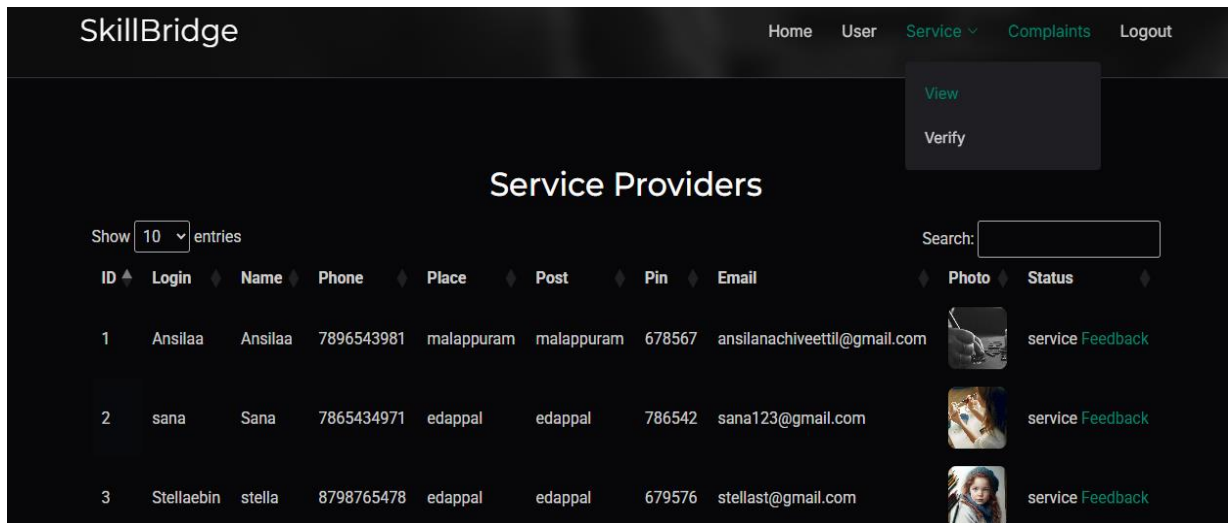 SkillBridge Home User Service Complaints Logout
View
Verify
Service Providers
Show 10 entries Search:
ID Login Name Phone Place Post Pin Email Photo Status
1 Ansilaa Ansilaa 7896543981 malappuram malappuram 678567 ansilanachiveettil@gmail.com service Feedback
2 sana Sana 7865434971 edappal edappal 786542 sana123@gmail.com service Feedback
3 Stellaebin stella 8798765478 edappal edappal 679576 stellast@gmail.com service Feedback